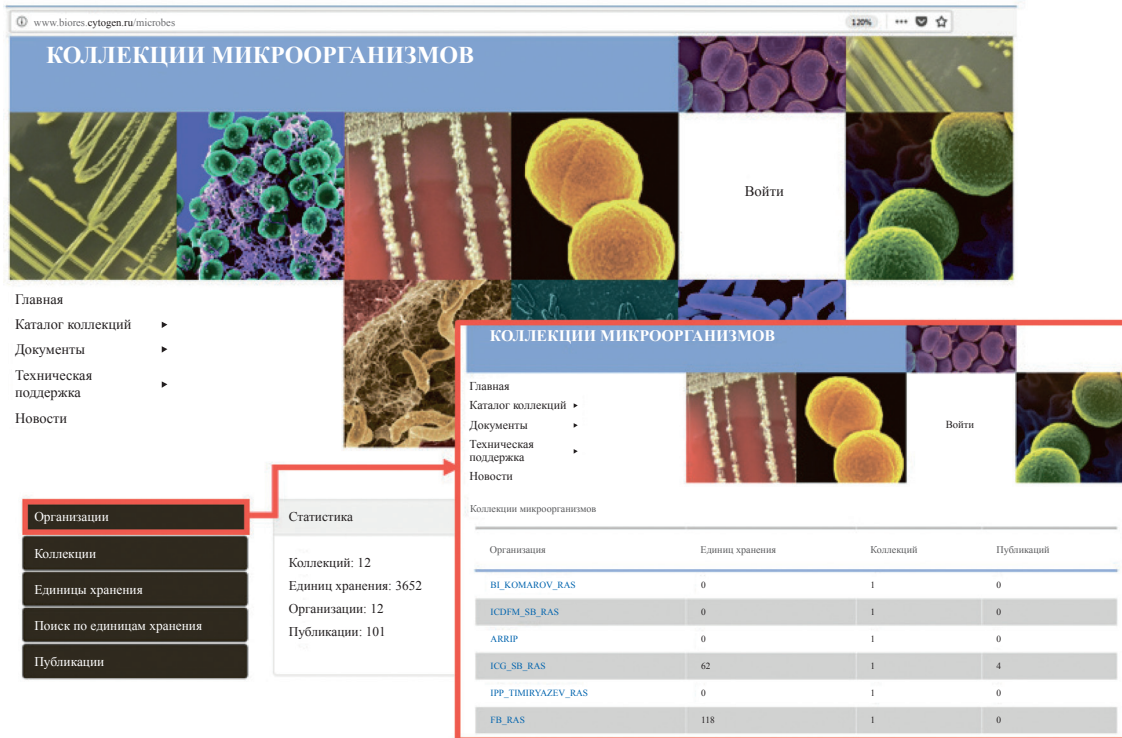 www.biores.cytogen.ru/microbes
120%
КОЛЛЕКЦИИ МИКРООРГАНИЗМОВ
Войти
Главная
Каталог коллекций
Документы
Техническая
поддержка
Новости
Организации
Коллекции
Единицы хранения
Поиск по единицам хранения
Публикации
Статистика
Коллекций: 12
Единиц хранения: 3652
Организации: 12
Публикации: 101
КОЛЛЕКЦИИ МИКРООРГАНИЗМОВ
Главная
Каталог коллекций
Документы
Техническая
поддержка
Новости
Войти
Коллекции микроорганизмов
Организация Единиц хранения Коллекций Публикаций
BI_KOMAROV_RAS 0 1 0
ICDFM_SB_RAS 0 1 0
ARRIP 0 1 0
ICG_SB_RAS 62 1 4
IPP_TIMIRYAZEV_RAS 0 1 0
FB_RAS 118 1 0